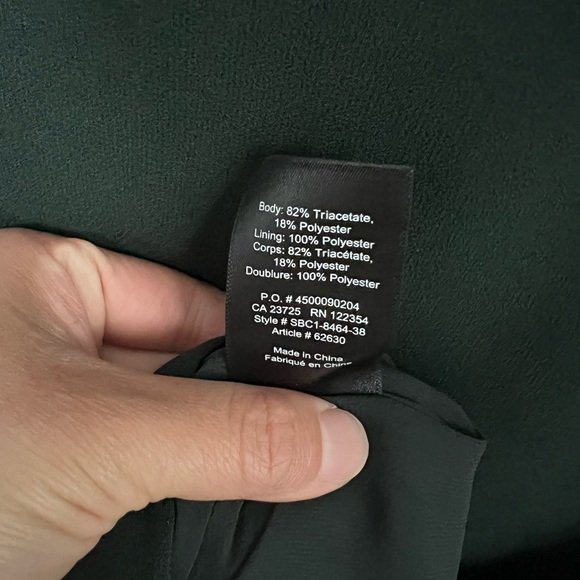 Body: 82% Triacetate,
18% Polyester
Lining: 100% Polyester
Corps: 82% Triacétate,
18% Polyester
Doublure: 100% Polyester
P.O. # 4500090204
CA 23725 RN 122354
Style # SBC1-8464-38
Article # 62630
Made in China
Fabriqué en Chine